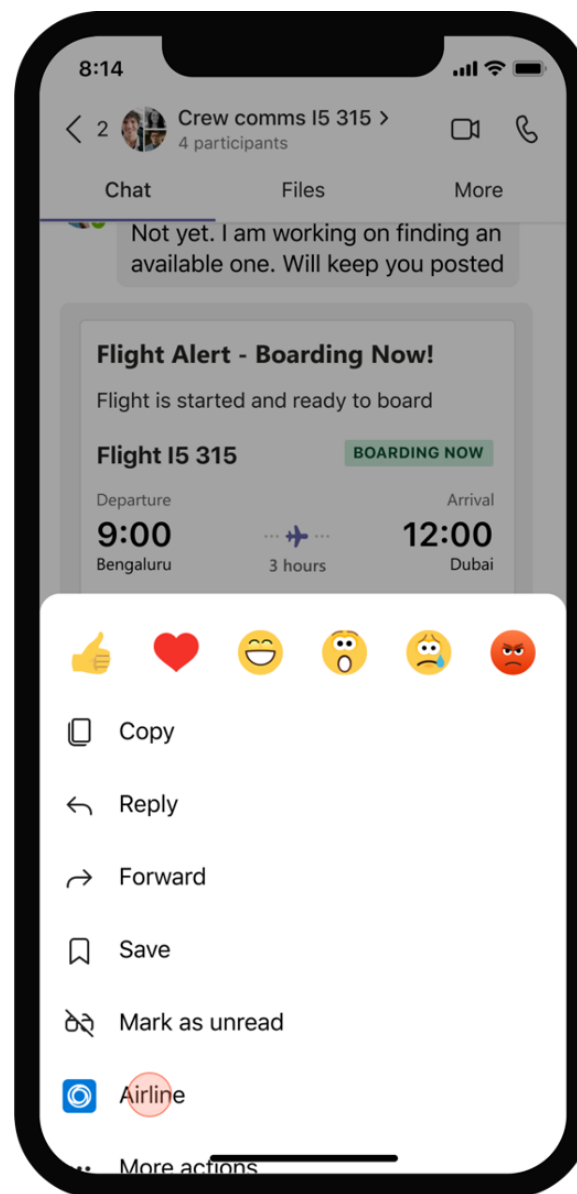 8:14
2
Crew comms I5 315 >
4 participants
Chat Files More
Not yet. I am working on finding an
available one. Will keep you posted
Flight Alert - Boarding Now!
Flight is started and ready to board
Flight I5 315 BOARDING NOW
Departure Arrival
9:00 12:00
Bengaluru 3 hours Dubai
Copy
Reply
Forward
Save
Mark as unread
Airline
More actions